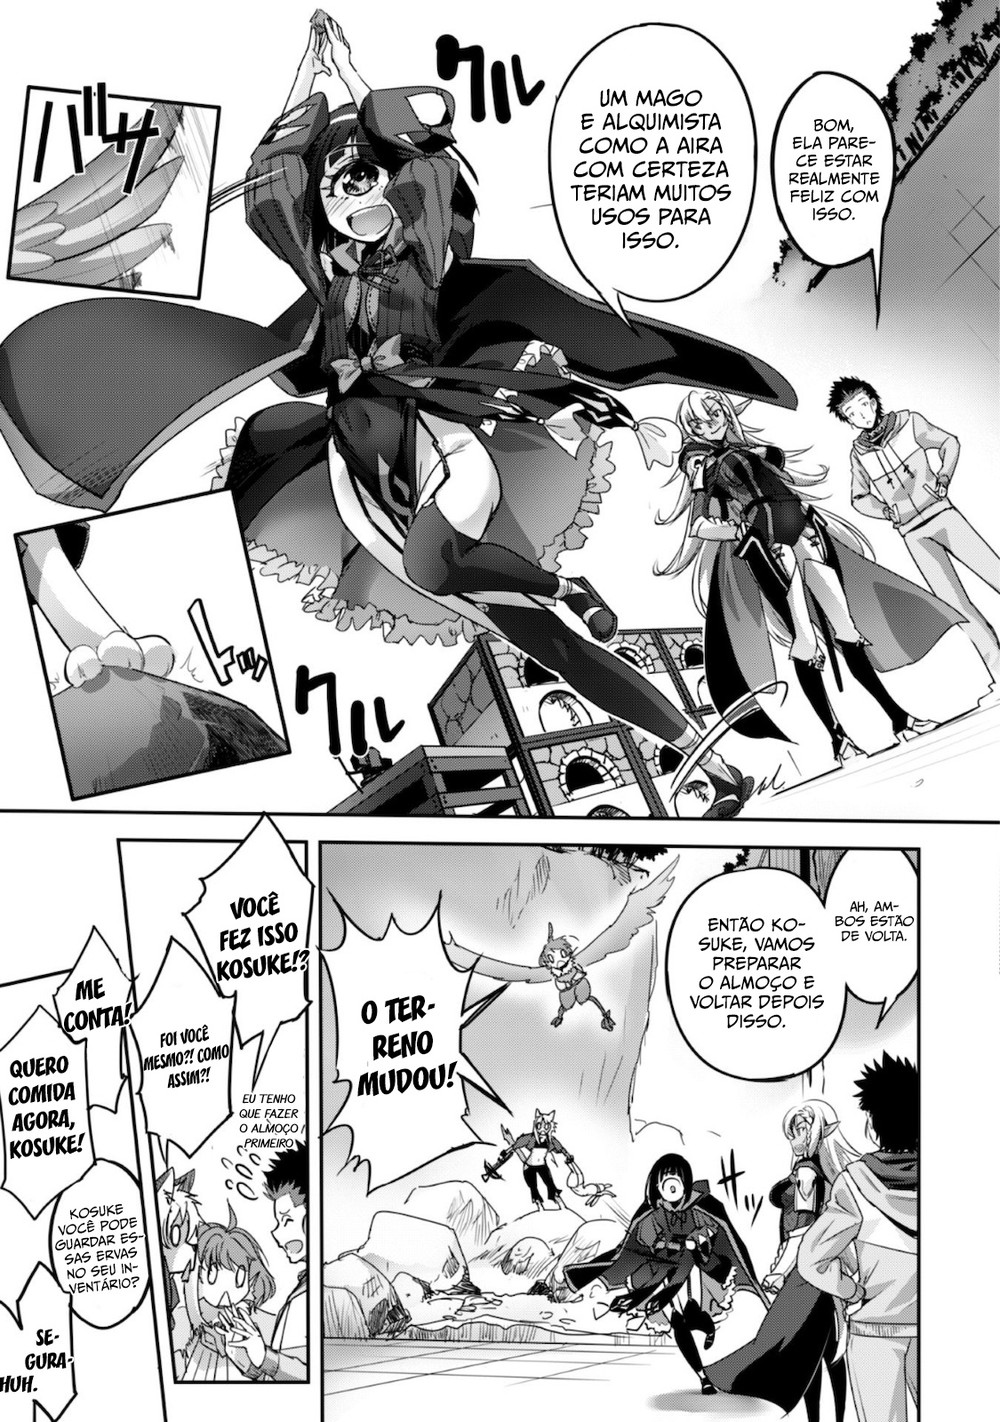 BOM,
ELA PARE-
CE ESTAR
REALMENTE
FELIZ COM
ISSO.
UM MAGO
E ALQUIMISTA
COMO A AIRA
COM CERTEZA
TERIAM MUITOS
USOS PARA
ISSO.
クルル
バサ
トッ
クルル
AH, AM-
BOS ESTÃO
DE VOLTA.
ENTÃO KO-
SUKE, VAMOS
PREPARAR
O ALMOÇO E
VOLTAR DEPOIS
DISSO.
O TER-
RENO
MUDOU!
VOCÊ
FEZ ISSO
KOSUKE!?
FOI VOCÊ
MESMO?! COMO
ASSIM?!
EU TENHO
QUE FAZER
O ALMOÇO
PRIMEIRO
ME
CONTA!
QUERO
COMIDA
AGORA,
KOSUKE!
KOSUKE
VOCÊ PODE
GUARDAR ES-
SAS ERVAS
NO SEU IN-
VENTÁRIO?
SE-
GURA-
HUH.